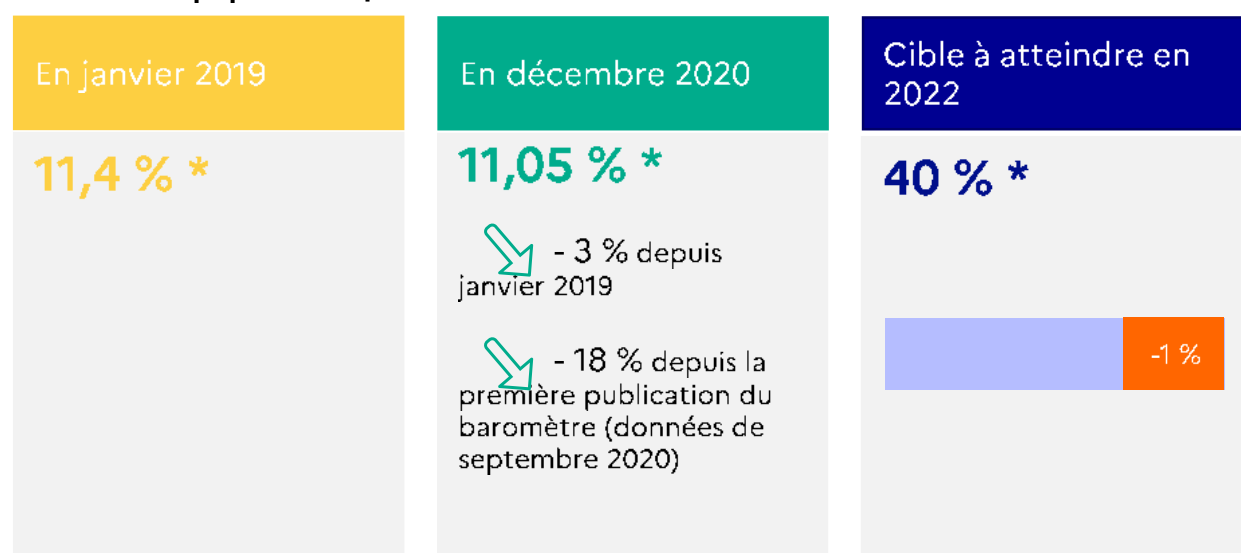 En janvier 2019
11,4 % *
En décembre 2020
11,05 % *
- 3 % depuis
janvier 2019
- 18 % depuis la
première publication du
baromètre (données de
septembre 2020)
Cible à atteindre en
2022
40 % *
-1 %